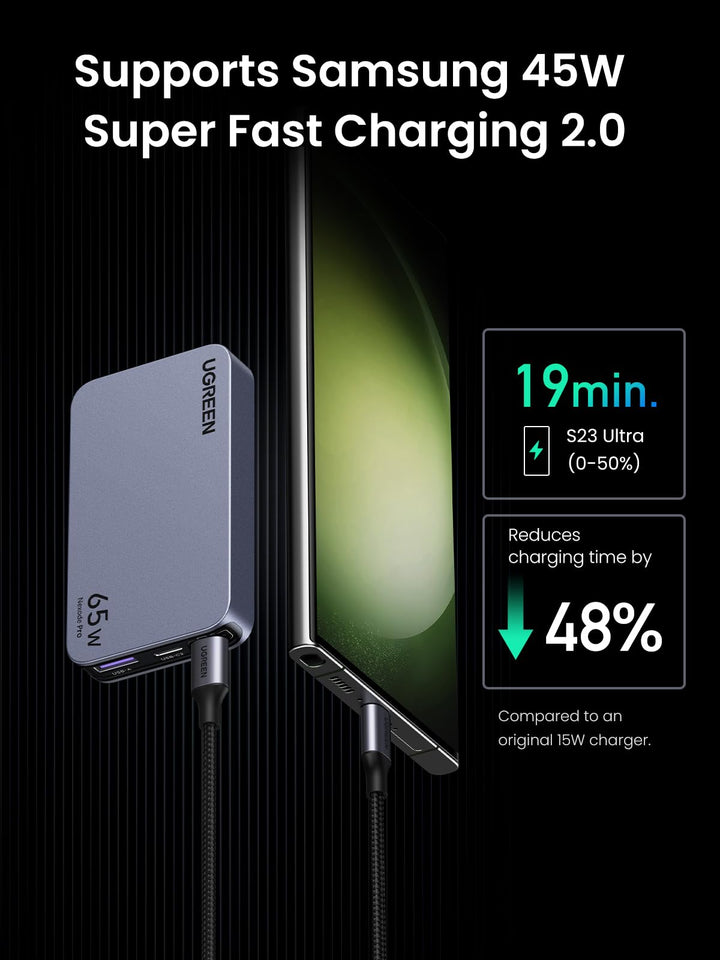 Supports Samsung 45W
Super Fast Charging 2.0
UGREEN
65W
Nexode Pro
USB-A
UGREEN
19min.
S23 Ultra
(0-50%)
Reduces
charging time by
48%
Compared to an
original 15W charger.